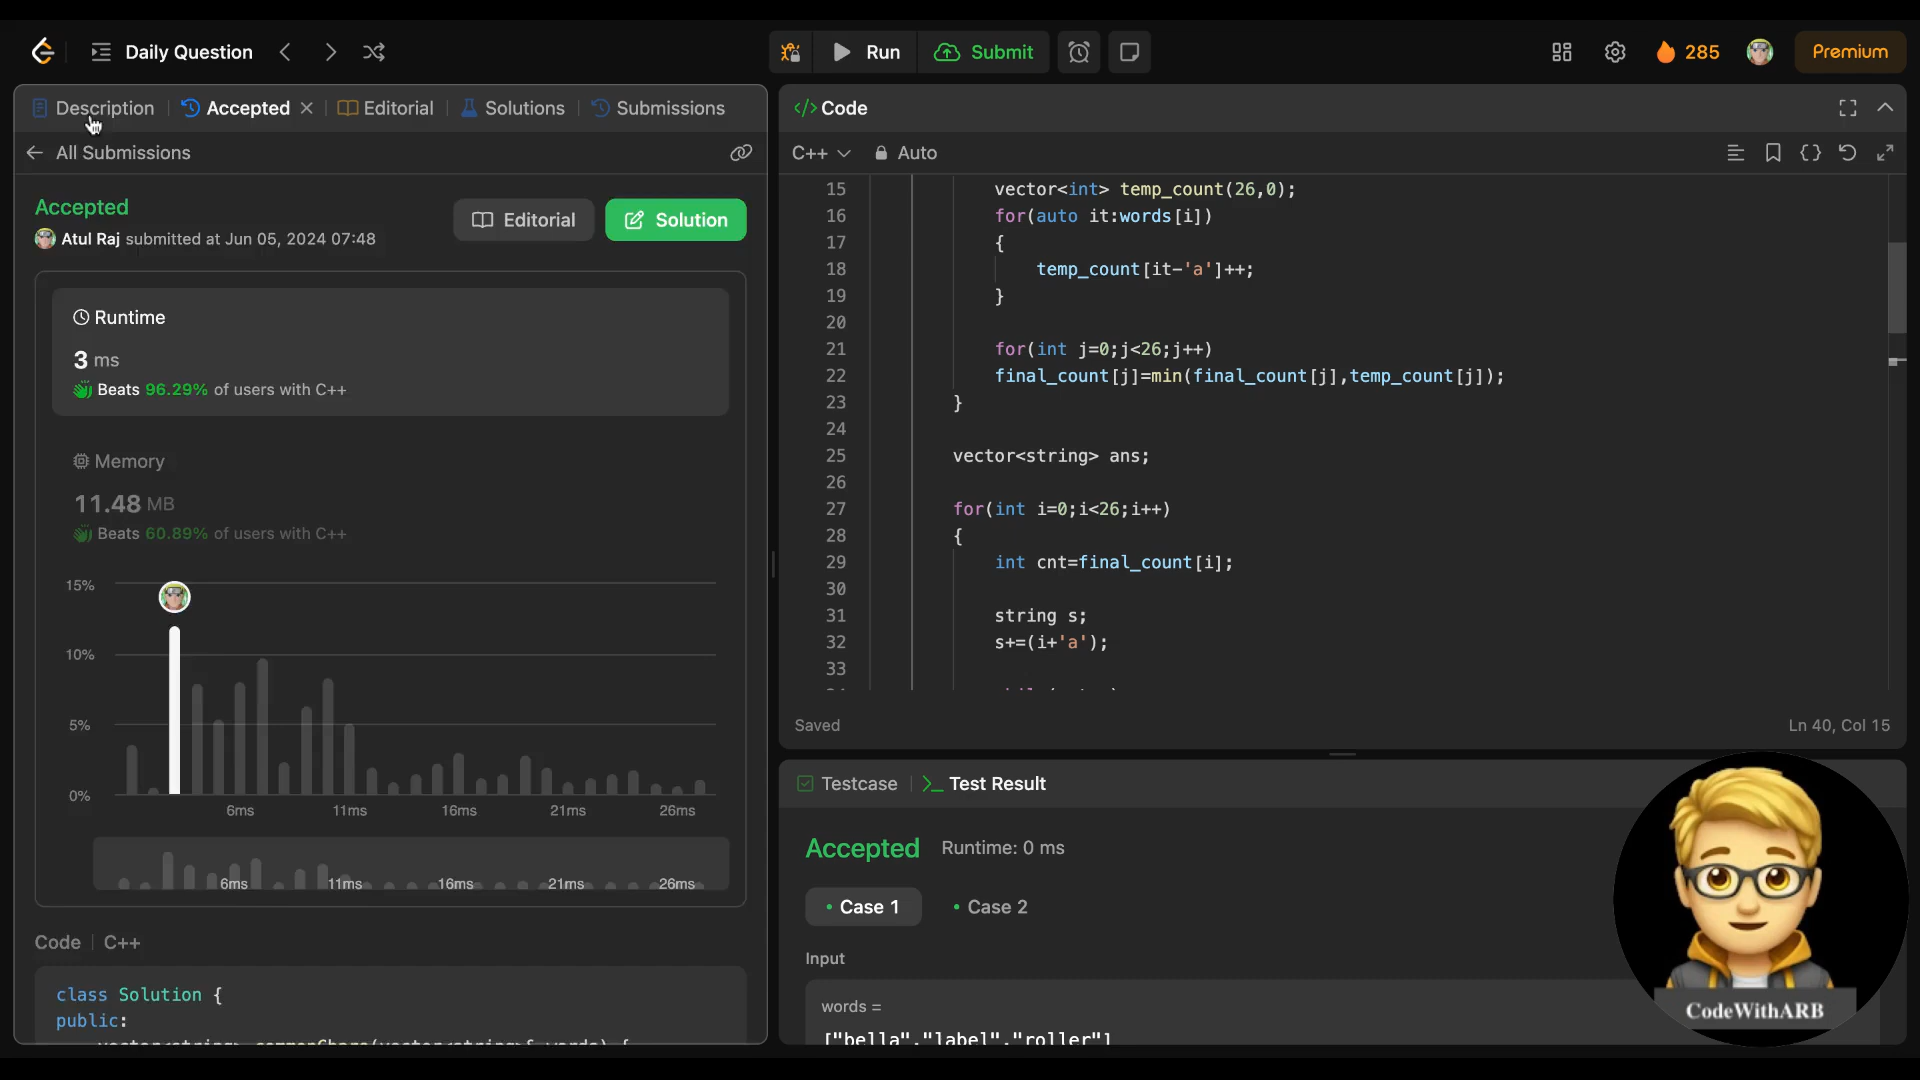 Daily Question
Run
Submit
285
Premium
Description
Accepted
Editorial
Solutions
Submissions
All Submissions
Accepted
Atul Raj submitted at Jun 05, 2024 07:48
Editorial
Solution
Runtime
3 ms
Beats 96.29% of users with C++
Memory
11.48 MB
Beats 60.89% of users with C++
15%
10%
5%
0%
6ms 11ms 16ms 21ms 26ms
6ms 11ms 16ms 21ms 26ms
Code | C++
class Solution {
public:
</> Code
C++ Auto
15 vector<int> temp_count(26,0);
16 for(auto it:words[i])
17 {
18 temp_count[it-'a']++;
19 }
20
21 for(int j=0;j<26;j++)
22 final_count[j]=min(final_count[j],temp_count[j]);
23 }
24
25 vector<string> ans;
26
27 for(int i=0;i<26;i++)
28 {
29 int cnt=final_count[i];
30
31 string s;
32 s+=(i+'a');
33
Saved
Ln 40, Col 15
Testcase
Test Result
Accepted Runtime: 0 ms
Case 1
Case 2
Input
words =
["bella","label","roller"]
CodeWithARB